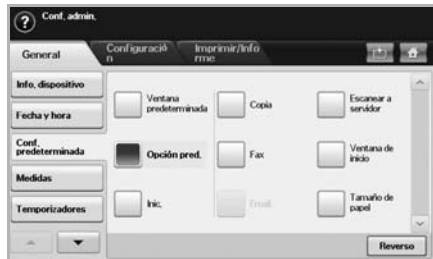 ?
Conf. admin.
General
Configuració
n
Imprimir/Info
rme
Info. dispositivo
Fecha y hora
Conf.
predeterminada
Medidas
Temporizadores
Ventana
predeterminada
Copia
Escanear a
servidor
Opción pred.
Fax
Ventana de
inicio
Inic.
Email
Tamaño de
papel
Reverso